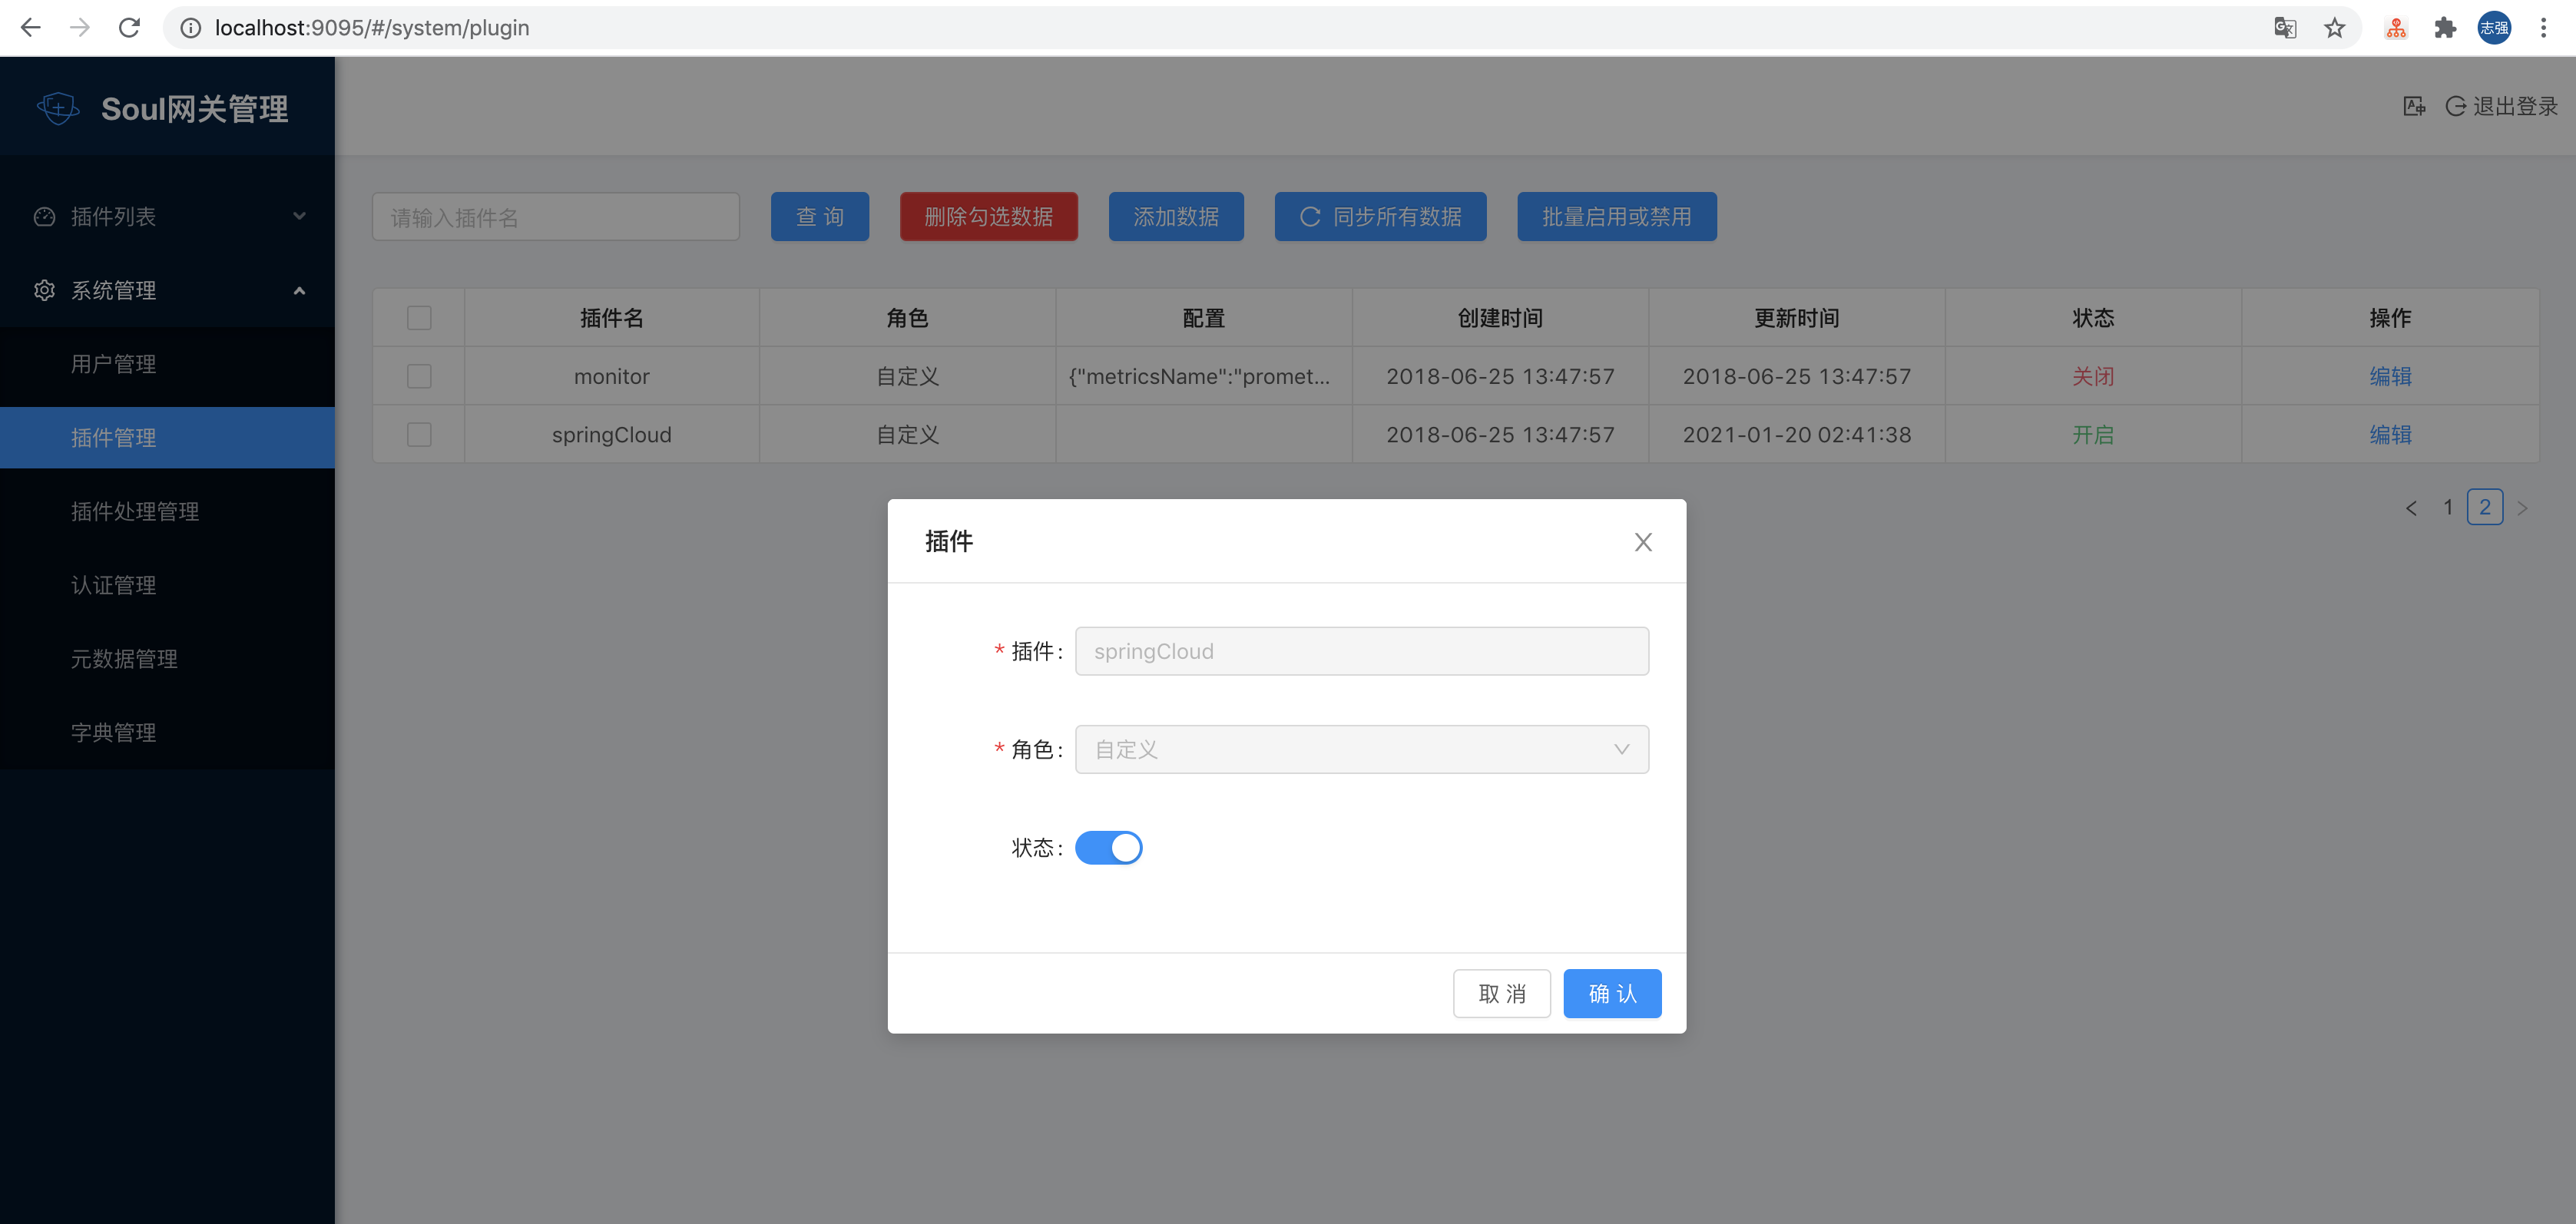 localhost:9095/#/system/plugin
志强
Soul网关管理
退出登录
插件列表
系统管理
用户管理
插件管理
插件处理管理
认证管理
元数据管理
字典管理
请输入插件名 查 询 删除勾选数据 添加数据 同步所有数据 批量启用或禁用
插件名 角色 配置 创建时间 更新时间 状态 操作
monitor 自定义 {"metricsName":"promet... 2018-06-25 13:47:57 2018-06-25 13:47:57 关闭 编辑
springCloud 自定义 2018-06-25 13:47:57 2021-01-20 02:41:38 开启 编辑
1 2
插件
* 插件: springCloud
* 角色: 自定义
状态:
取 消 确 认